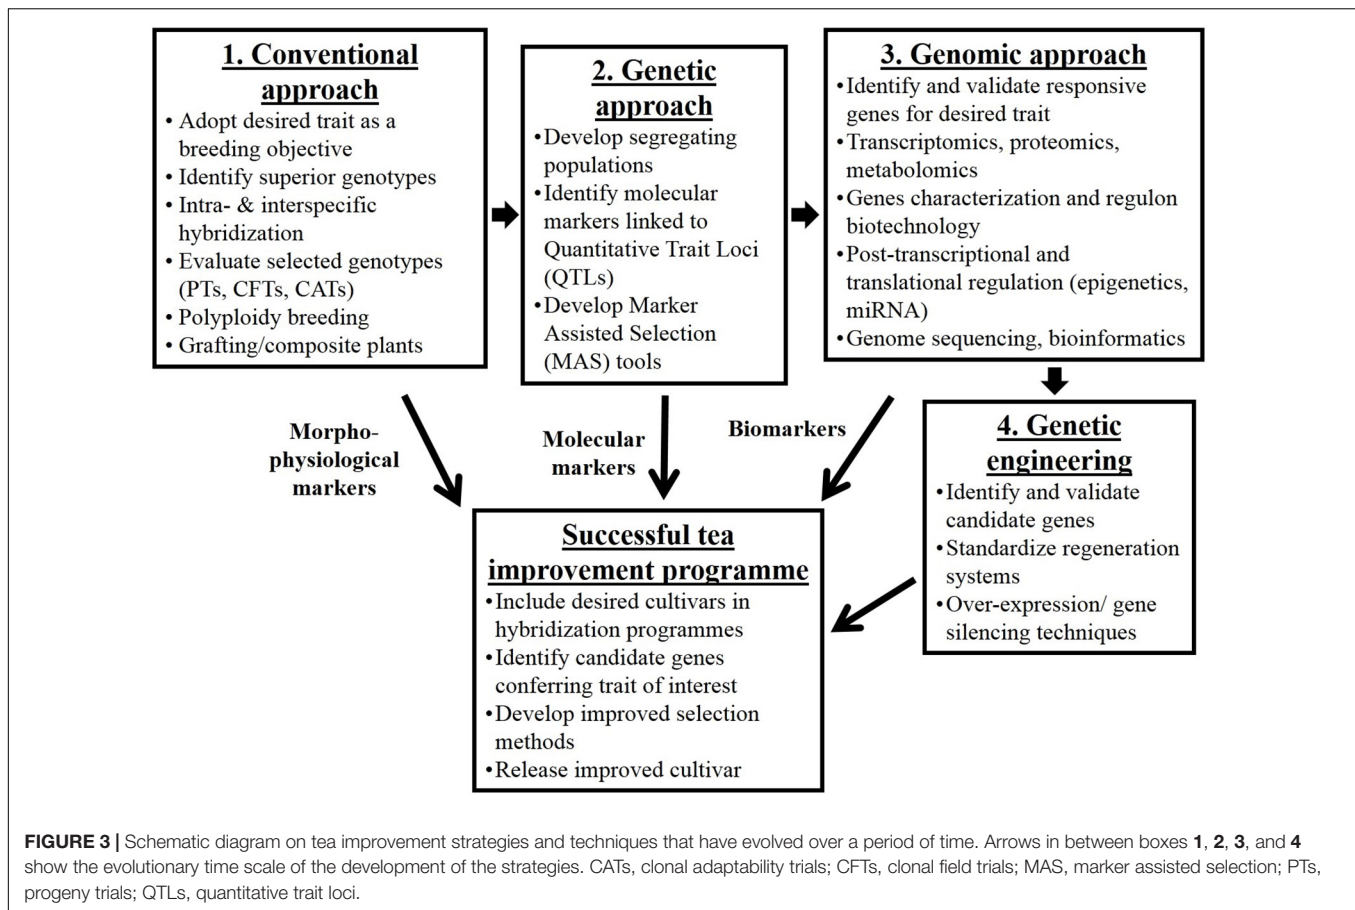 1. Conventional
approach
• Adopt desired trait as a
breeding objective
• Identify superior genotypes
• Intra- & interspecific
hybridization
• Evaluate selected genotypes
(PTs, CFTs, CATs)
• Polyploidy breeding
• Grafting/composite plants
2. Genetic
approach
•Develop segregating
populations
•Identify molecular
markers linked to
Quantitative Trait Loci
(QTLs)
•Develop Marker
Assisted Selection
(MAS) tools
3. Genomic approach
•Identify and validate responsive
genes for desired trait
•Transcriptomics, proteomics,
metabolomics
•Genes characterization and regulon
biotechnology
•Post-transcriptional and
translational regulation (epigenetics,
miRNA)
•Genome sequencing, bioinformatics
Morpho-
physiological
markers
Molecular
markers
Biomarkers
4. Genetic
engineering
•Identify and validate
candidate genes
•Standardize regeneration
systems
•Over-expression/ gene
silencing techniques
Successful tea
improvement programme
•Include desired cultivars in
hybridization programmes
•Identify candidate genes
conferring trait of interest
•Develop improved selection
methods
•Release improved cultivar
FIGURE 3 | Schematic diagram on tea improvement strategies and techniques that have evolved over a period of time. Arrows in between boxes 1, 2, 3, and 4
show the evolutionary time scale of the development of the strategies. CATs, clonal adaptability trials; CFTs, clonal field trials; MAS, marker assisted selection; PTs,
progeny trials; QTLs, quantitative trait loci.